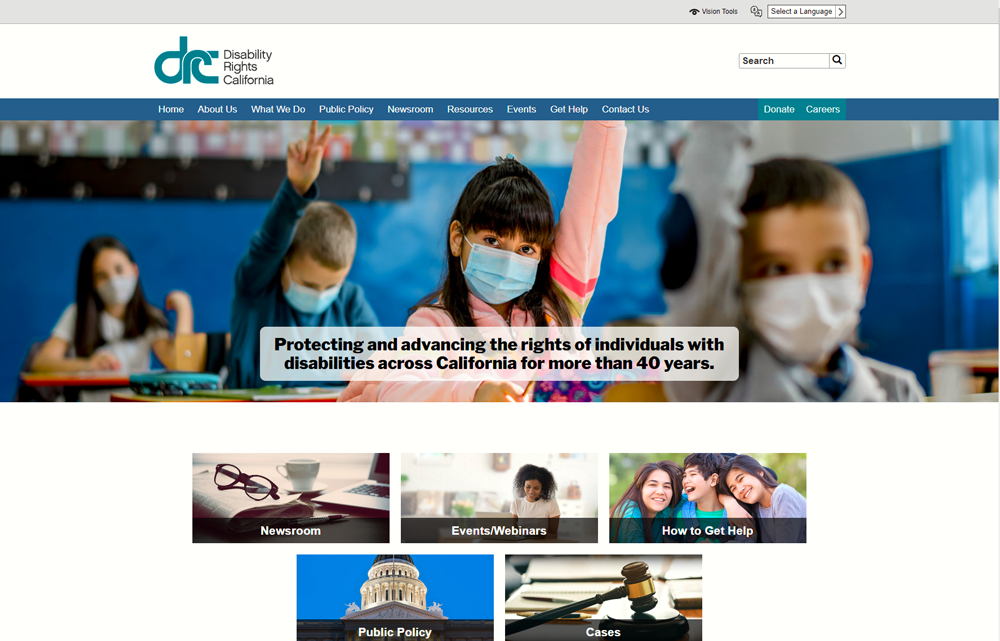 Vision Tools
Select a Language
drc Disability
Rights
California
Search
Home About Us What We Do Public Policy Newsroom Resources Events Get Help Contact Us Donate Careers
Protecting and advancing the rights of individuals with
disabilities across California for more than 40 years.
Newsroom
Events/Webinars
How to Get Help
Public Policy
Cases